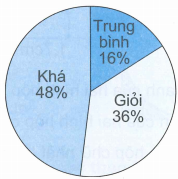 Trung
bình
16%
Khá
48%
Giỏi
36%